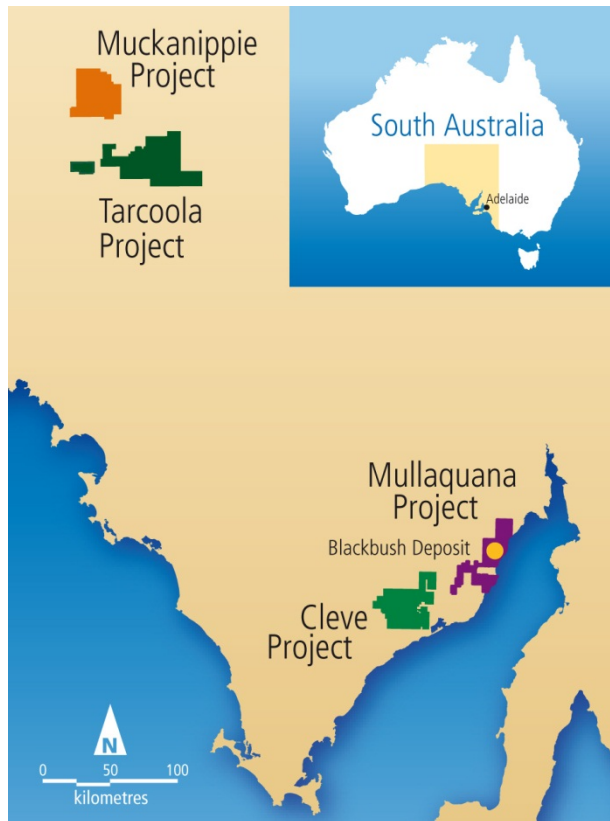 Muckanippie
Project
Tarcoola
Project
South Australia
Adelaide
Mullaquana
Project
Blackbush Deposit
Cleve
Project
N
0 50 100
kilometres